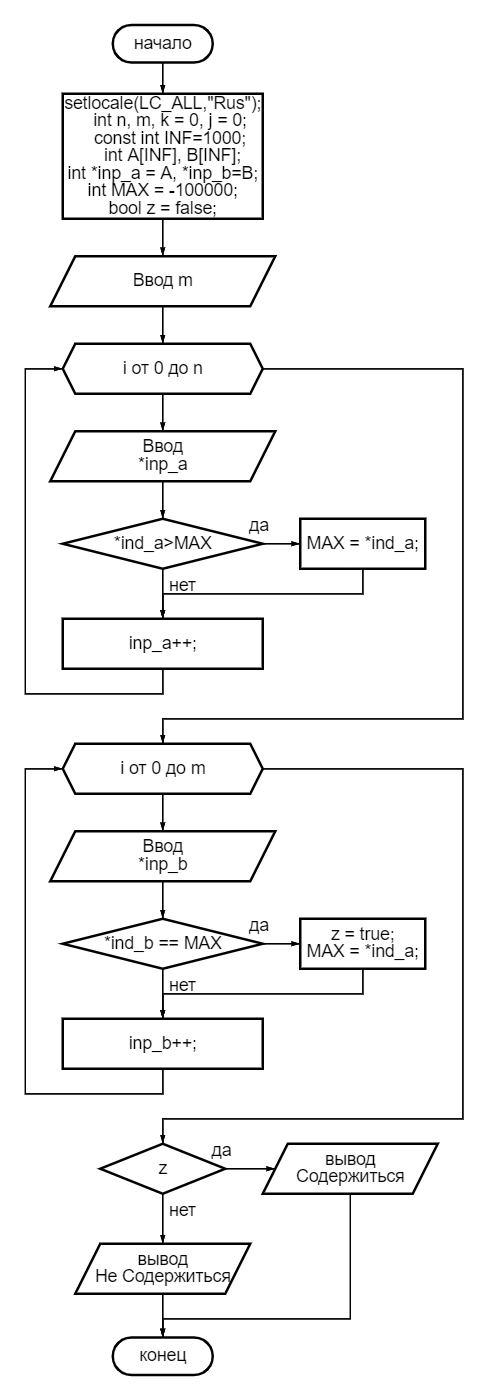 начало
setlocale(LC_ALL,"Rus");
int n, m, k = 0, j = 0;
const int INF=1000;
int A[INF], B[INF];
int *inp_a = A, *inp_b=B;
int MAX = -100000;
bool z = false;
Ввод m
i от 0 до n
Ввод
*inp_a
*ind_a>MAX
да
MAX = *ind_a;
нет
inp_a++;
i от 0 до m
Ввод
*inp_b
*ind_b == MAX
да
z = true;
MAX = *ind_a;
нет
inp_b++;
z
да
вывод
Содержиться
нет
вывод
Не Содержиться
конец